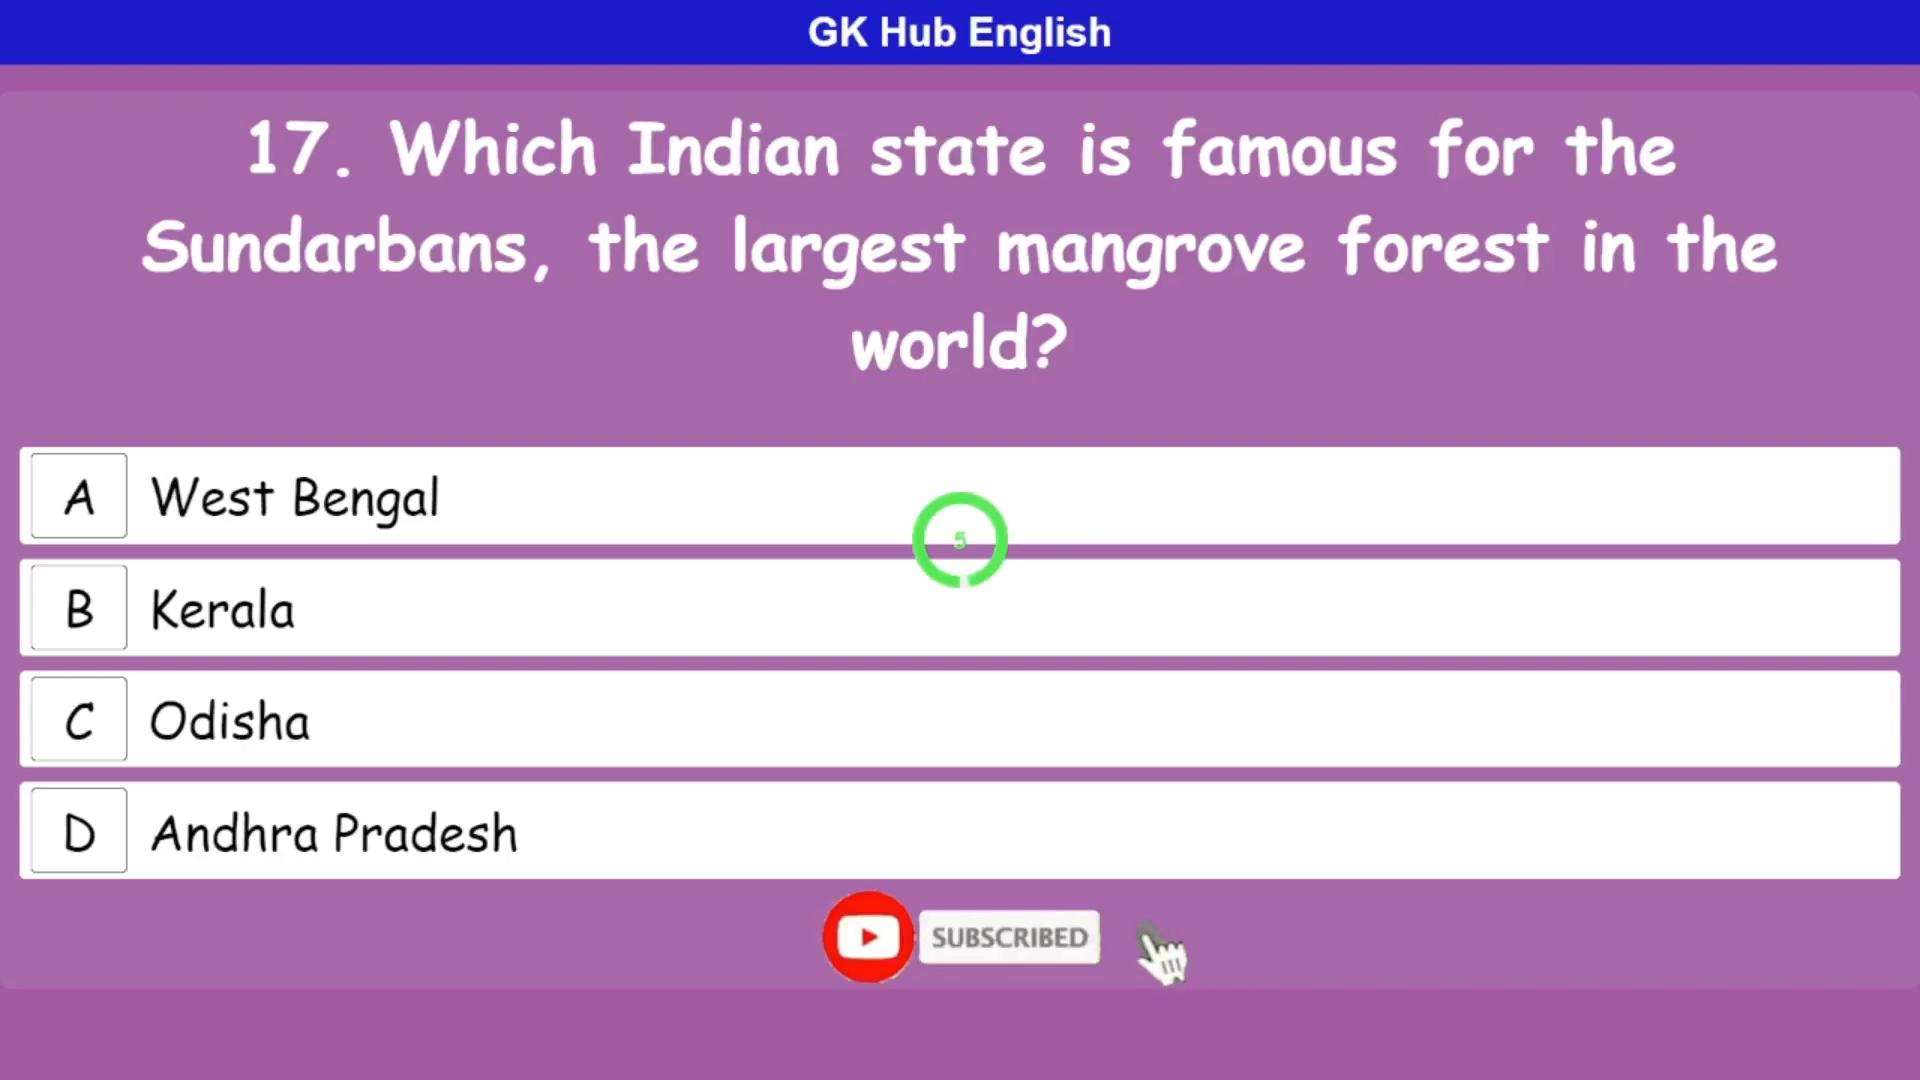 GK Hub English
17. Which Indian state is famous for the
Sundarbans, the largest mangrove forest in the
world?
A West Bengal
5
B Kerala
C Odisha
D Andhra Pradesh
SUBSCRIBED